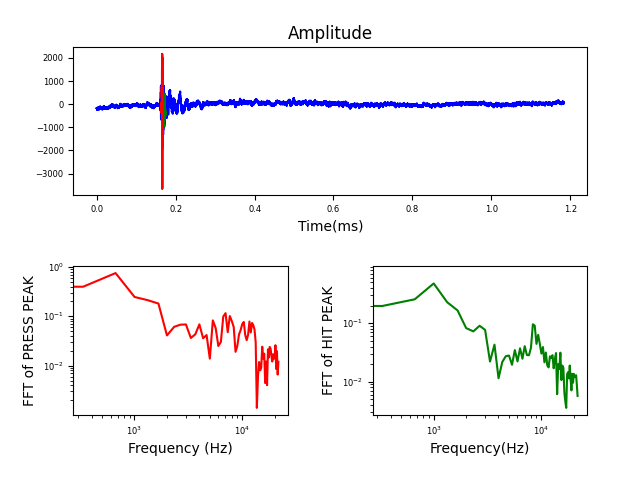 Amplitude
2000
1000
0
−1000
−2000
−3000
0.0 0.2 0.4 0.6 0.8 1.0 1.2
Time(ms)
FFT of PRESS PEAK
10⁰
10⁻¹
10⁻²
10³ 10⁴
Frequency (Hz)
FFT of HIT PEAK
10⁻¹
10⁻²
10³ 10⁴
Frequency(Hz)